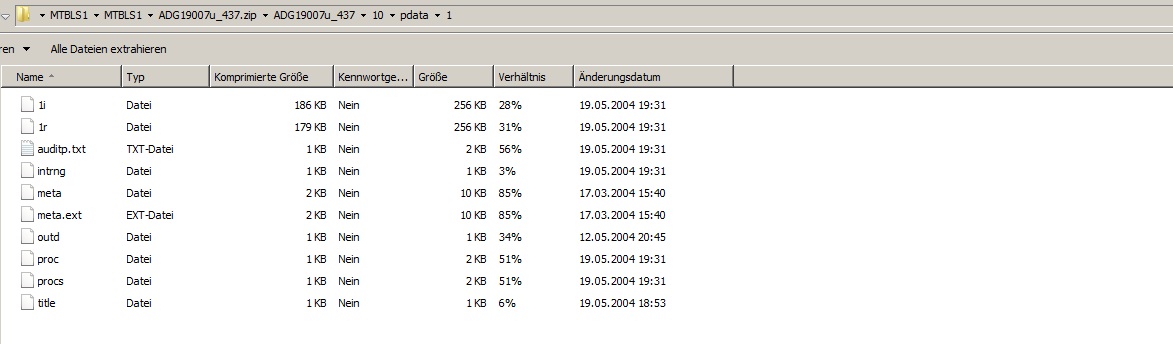 MTBLS1 MTBLS1 ADG19007u_437.zip ADG19007u_437 10 pdata 1
ren Alle Dateien extrahieren
Name Typ Komprimierte Größe Kennwortge... Größe Verhältnis Änderungsdatum
1i Datei 186 KB Nein 256 KB 28% 19.05.2004 19:31
1r Datei 179 KB Nein 256 KB 31% 19.05.2004 19:31
auditp.txt TXT-Datei 1 KB Nein 2 KB 56% 19.05.2004 19:31
intrng Datei 1 KB Nein 1 KB 3% 19.05.2004 19:31
meta Datei 2 KB Nein 10 KB 85% 17.03.2004 15:40
meta.ext EXT-Datei 2 KB Nein 10 KB 85% 17.03.2004 15:40
outd Datei 1 KB Nein 1 KB 34% 12.05.2004 20:45
proc Datei 1 KB Nein 2 KB 51% 19.05.2004 19:31
procs Datei 1 KB Nein 2 KB 51% 19.05.2004 19:31
title Datei 1 KB Nein 1 KB 6% 19.05.2004 18:53